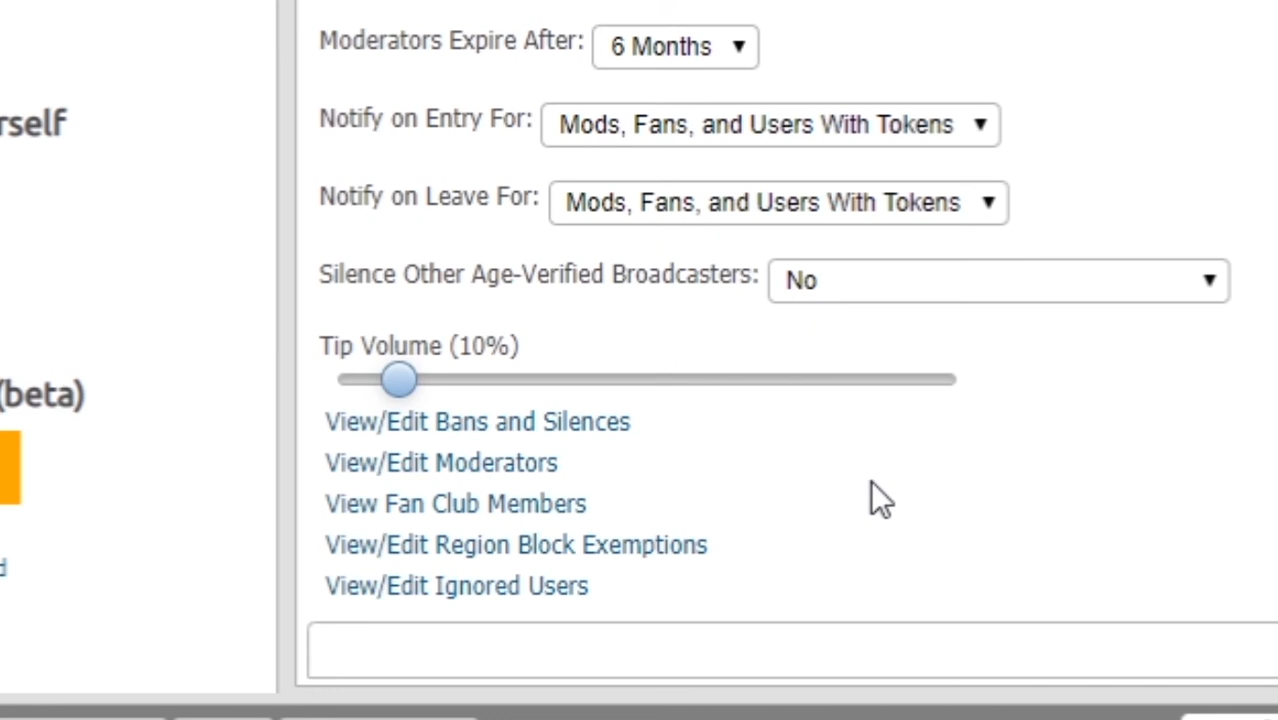 Moderators Expire After: 6 Months
rself
Notify on Entry For: Mods, Fans, and Users With Tokens
Notify on Leave For: Mods, Fans, and Users With Tokens
Silence Other Age-Verified Broadcasters: No
Tip Volume (10%)
(beta)
View/Edit Bans and Silences
View/Edit Moderators
View Fan Club Members
View/Edit Region Block Exemptions
d
View/Edit Ignored Users